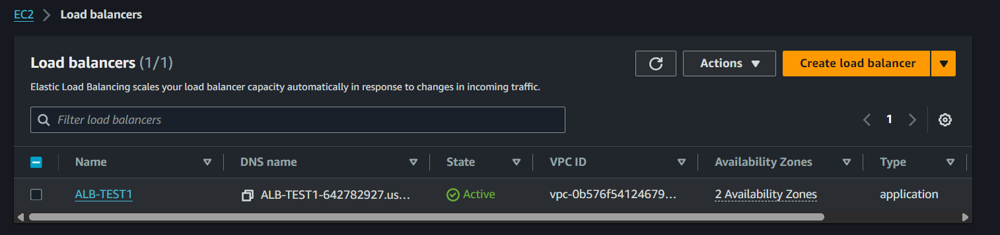 EC2 > Load balancers
Load balancers (1/1)
Actions
Create load balancer
Elastic Load Balancing scales your load balancer capacity automatically in response to changes in incoming traffic.
Filter load balancers
1
Name DNS name State VPC ID Availability Zones Type
ALB-TEST1 ALB-TEST1-642782927.us... Active vpc-0b576f54124679... 2 Availability Zones application